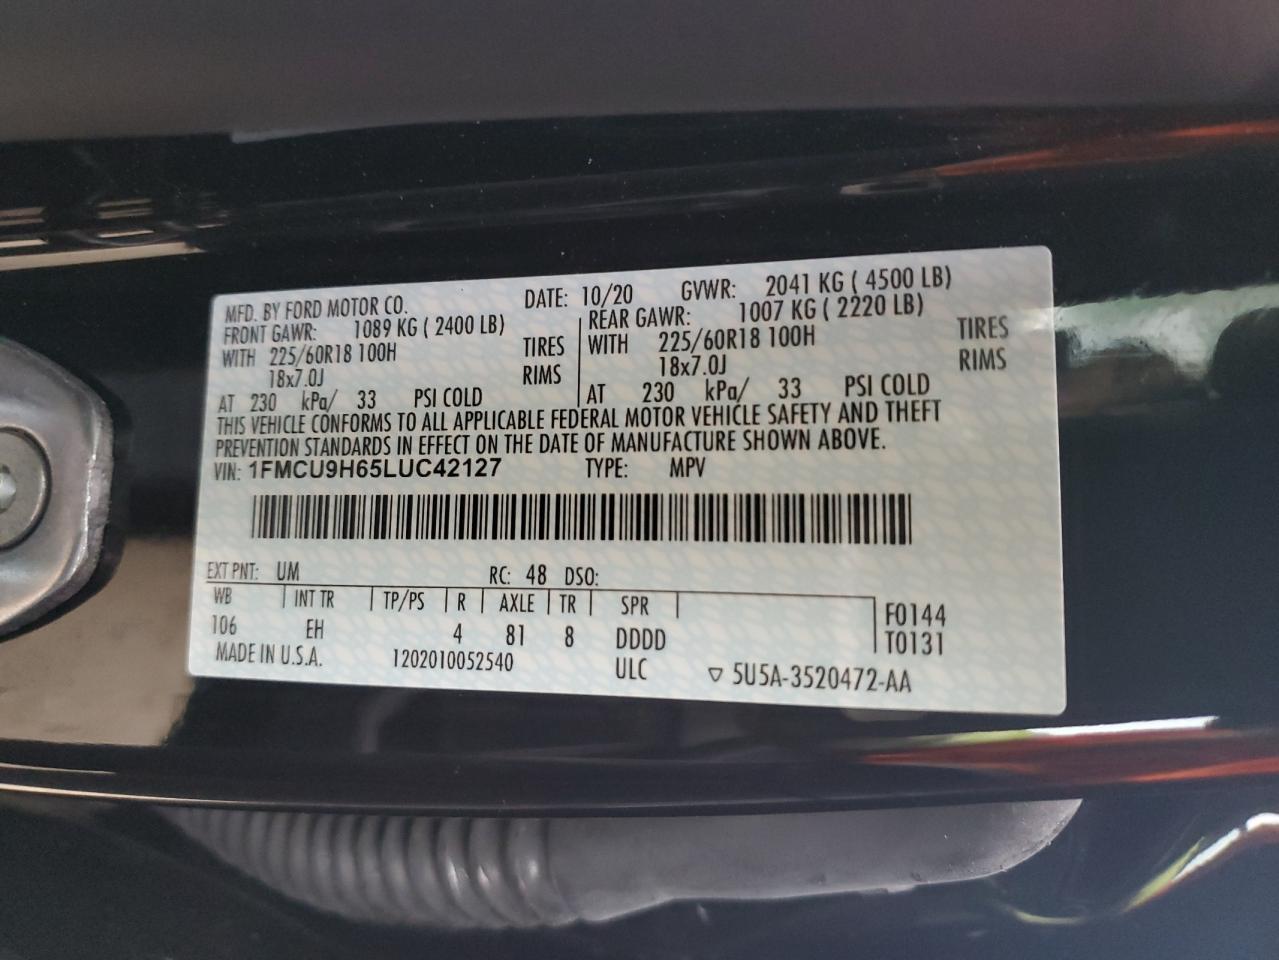 MFD. BY FORD MOTOR CO. DATE: 10/20 GVWR: 2041 KG ( 4500 LB)
FRONT GAWR: 1089 KG ( 2400 LB) REAR GAWR: 1007 KG ( 2220 LB)
WITH 225/60R18 100H TIRES WITH 225/60R18 100H TIRES
18x7.0J RIMS 18x7.0J RIMS
AT 230 kPa/ 33 PSI COLD AT 230 kPa/ 33 PSI COLD
THIS VEHICLE CONFORMS TO ALL APPLICABLE FEDERAL MOTOR VEHICLE SAFETY AND THEFT
PREVENTION STANDARDS IN EFFECT ON THE DATE OF MANUFACTURE SHOWN ABOVE.
VIN: 1FMCU9H65LUC42127 TYPE: MPV
EXT PNT: UM RC: 48 DSO:
WB INT TR TP/PS R AXLE TR SPR F0144
106 EH 4 81 8 DDDD T0131
MADE IN U.S.A. 1202010052540 ULC ▽ 5U5A-3520472-AA